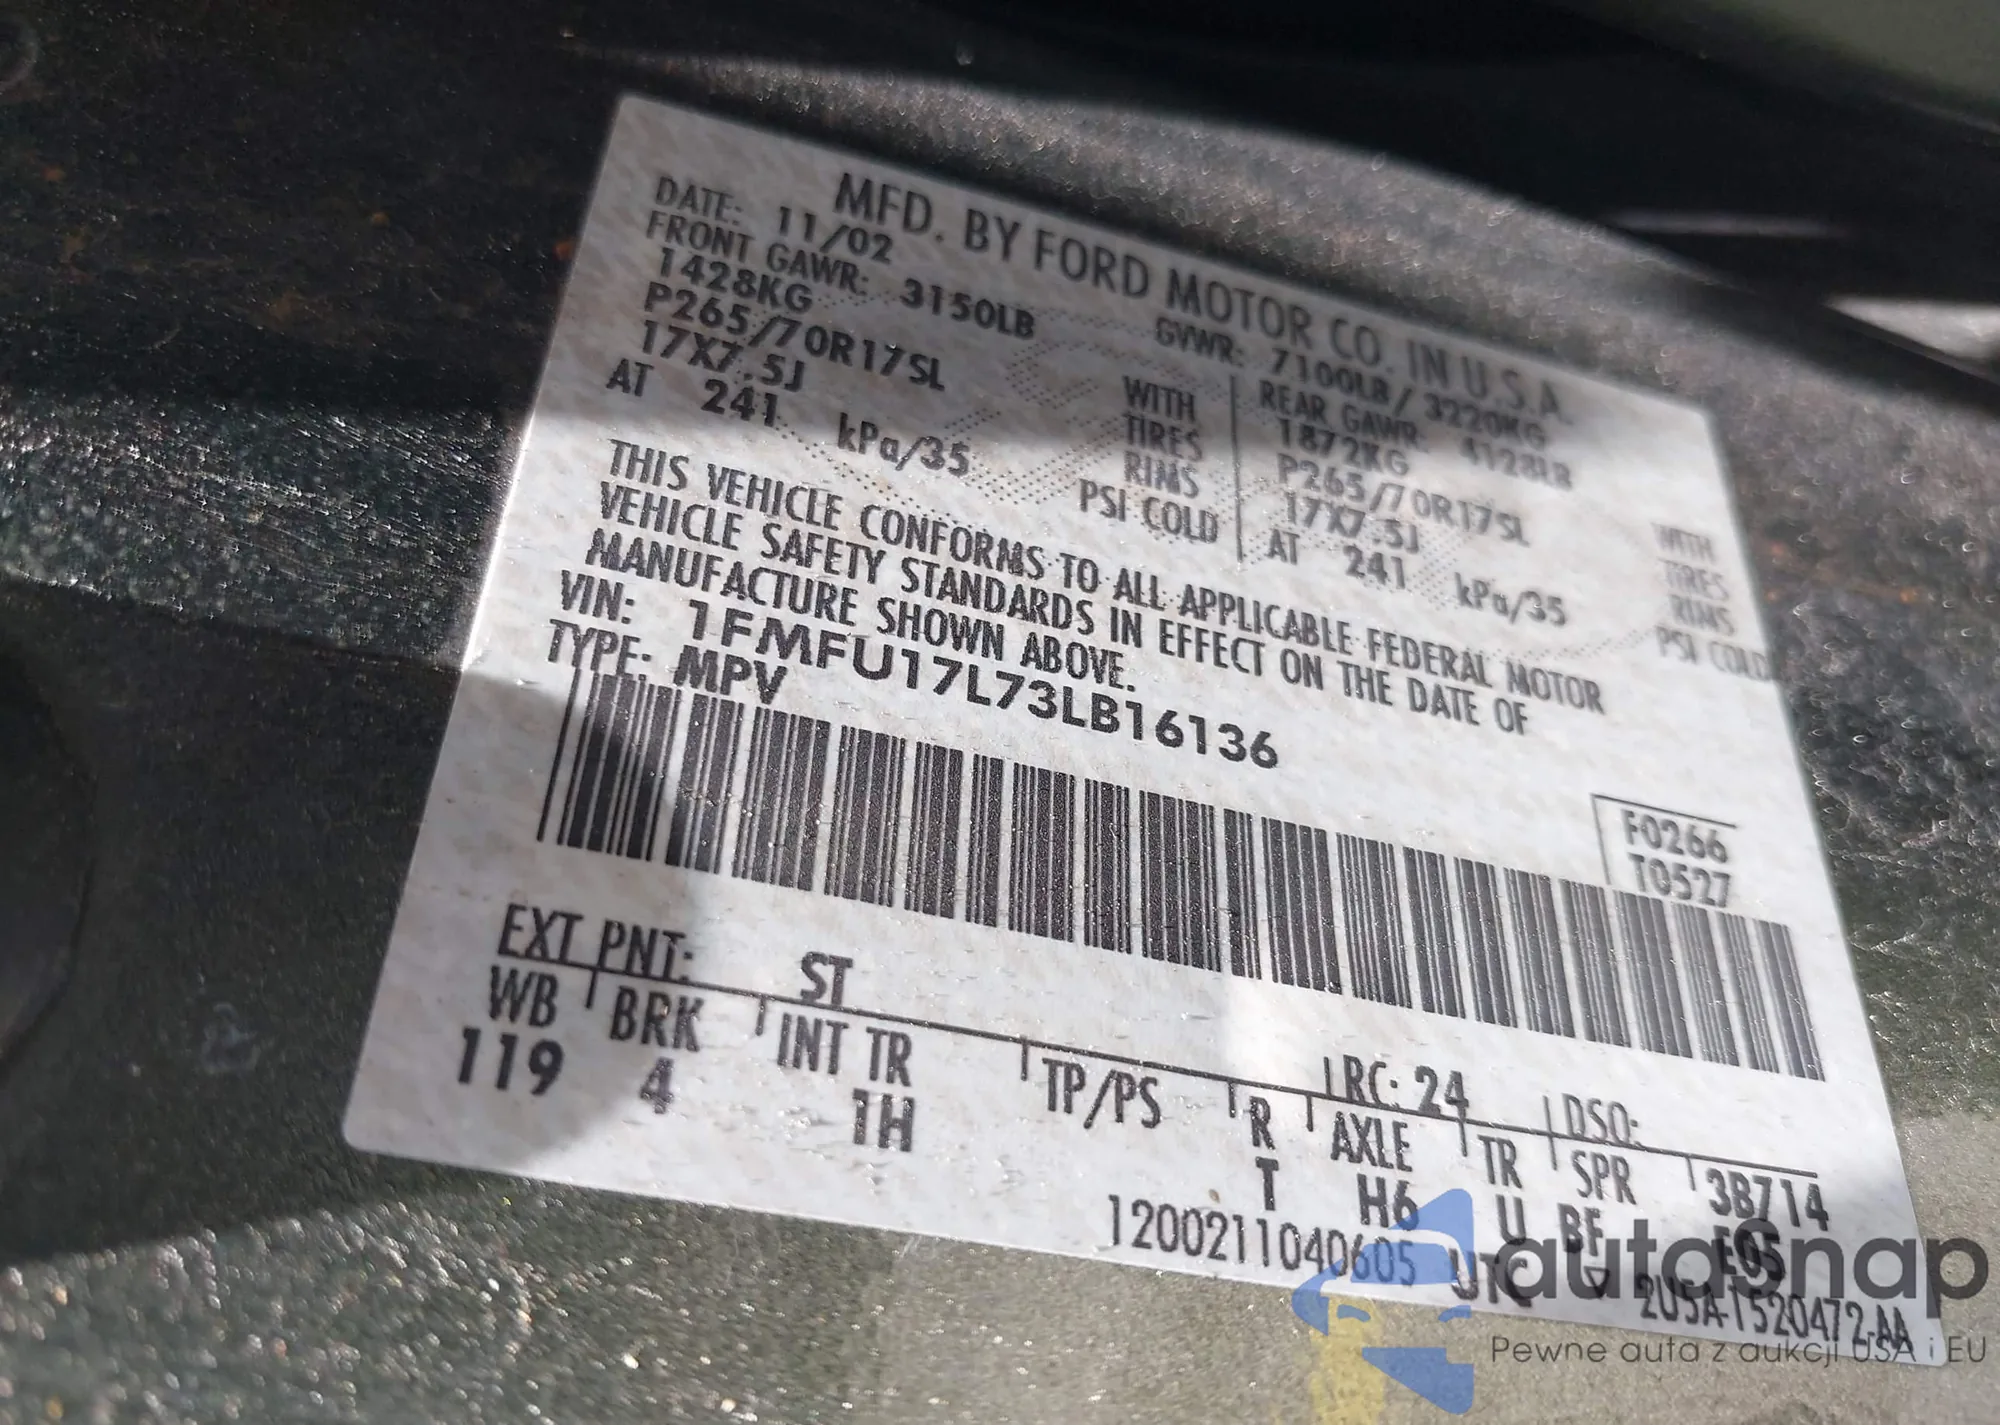 MFD. BY FORD MOTOR CO. IN U.S.A.
DATE: 11/02 GVWR: 7100LB / 3220KG
FRONT GAWR: 3150LB REAR GAWR: 4128LB
1428KG WITH 1872KG WITH
P265/70R17SL TIRES P265/70R17SL TIRES
17X7.5J RIMS 17X7.5J RIMS
AT 241 kPa/35 PSI COLD AT 241 kPa/35 PSI COLD
THIS VEHICLE CONFORMS TO ALL APPLICABLE FEDERAL MOTOR
VEHICLE SAFETY STANDARDS IN EFFECT ON THE DATE OF
MANUFACTURE SHOWN ABOVE.
VIN: 1FMFU17L73LB16136
TYPE: MPV
F0266
T0527
EXT PNT: ST RC: 24 DSO:
WB BRK INT TR TP/PS R AXLE TR SPR 3B714
119 4 1H T H6 U BF E05
1200211040605 UTC 2U5A-1520472-AA
autosnap
Pewne auta z aukcji USA i EU